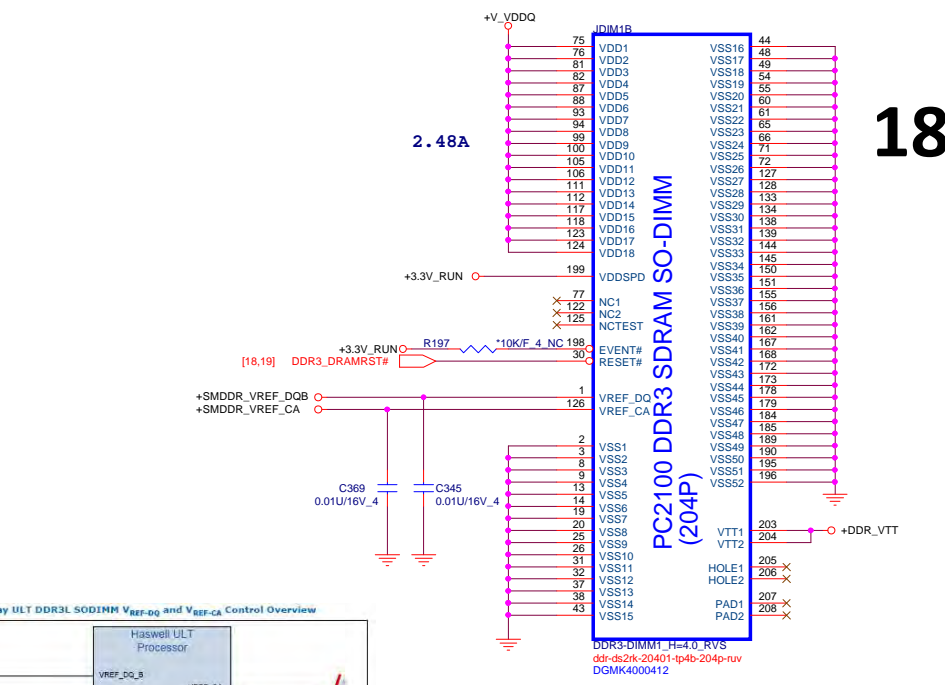 +V_VDDQ
JDIM1B
18
2.48A
75 VDD1 VSS16 44
76 VDD2 VSS17 48
81 VDD3 VSS18 49
82 VDD4 VSS19 54
87 VDD5 VSS20 55
88 VDD6 VSS21 60
93 VDD7 VSS22 61
94 VDD8 VSS23 65
99 VDD9 VSS24 66
100 VDD10 VSS25 71
105 VDD11 VSS26 72
106 VDD12 VSS27 127
111 VDD13 VSS28 128
112 VDD14 VSS29 133
117 VDD15 VSS30 134
118 VDD16 VSS31 138
123 VDD17 VSS32 139
124 VDD18 VSS33 144
VSS34 145
+3.3V_RUN 199 VDDSPD VSS35 150
VSS36 151
77 NC1 VSS37 155
122 NC2 VSS38 156
125 NCTEST VSS39 161
VSS40 162
+3.3V_RUN R197 *10K/F_4_NC 198 EVENT# VSS41 167
[18,19] DDR3_DRAMRST# 30 RESET# VSS42 168
VSS43 172
VSS44 173
+SMDDR_VREF_DQB 1 VREF_DQ VSS45 178
+SMDDR_VREF_CA 126 VREF_CA VSS46 179
VSS47 184
VSS48 185
2 VSS1 VSS49 189
3 VSS2 VSS50 190
8 VSS3 VSS51 195
9 VSS4 VSS52 196
13 VSS5
14 VSS6
19 VSS7
20 VSS8 VTT1 203 +DDR_VTT
25 VSS9 VTT2 204
26 VSS10
31 VSS11 HOLE1 205
32 VSS12 HOLE2 206
37 VSS13
38 VSS14 PAD1 207
43 VSS15 PAD2 208
C369
0.01U/16V_4
C345
0.01U/16V_4
PC2100 DDR3 SDRAM SO-DIMM
(204P)
DDR3-DIMM1_H=4.0_RVS
ddr-ds2rk-20401-tp4b-204p-ruv
DGMK4000412
ULT DDR3L SODIMM VREF-DQ and VREF-CA Control Overview
Haswell ULT
Processor
VREF_DQ_B